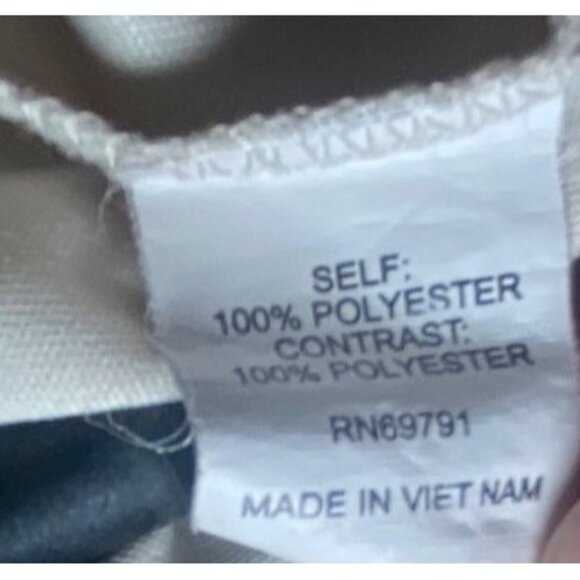 SELF:
100% POLYESTER
CONTRAST:
100% POLYESTER
RN69791
MADE IN VIET NAM